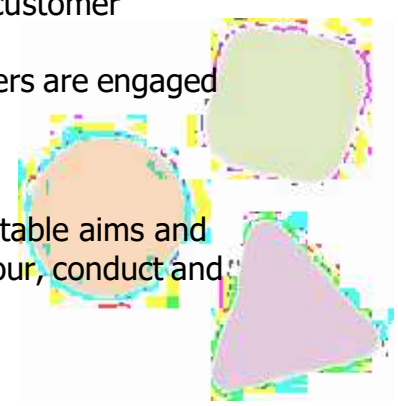 customer
ers are engaged
table aims and
our, conduct and